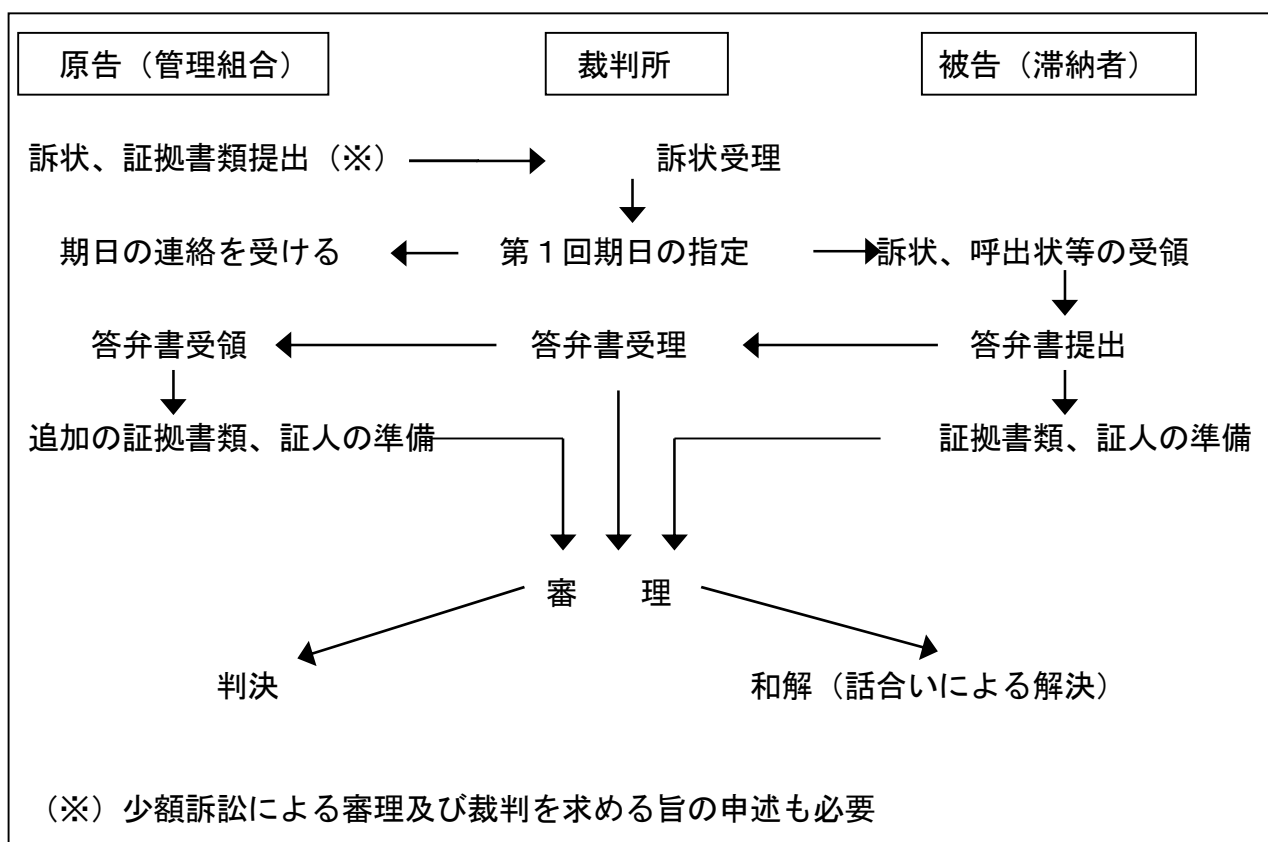 原告（管理組合） 裁判所 被告（滞納者）
訴状、証拠書類提出（※） 訴状受理
期日の連絡を受ける 第１回期日の指定 訴状、呼出状等の受領
答弁書受領 答弁書受理 答弁書提出
追加の証拠書類、証人の準備 証拠書類、証人の準備
審　理
判決 和解（話合いによる解決）
（※）少額訴訟による審理及び裁判を求める旨の申述も必要